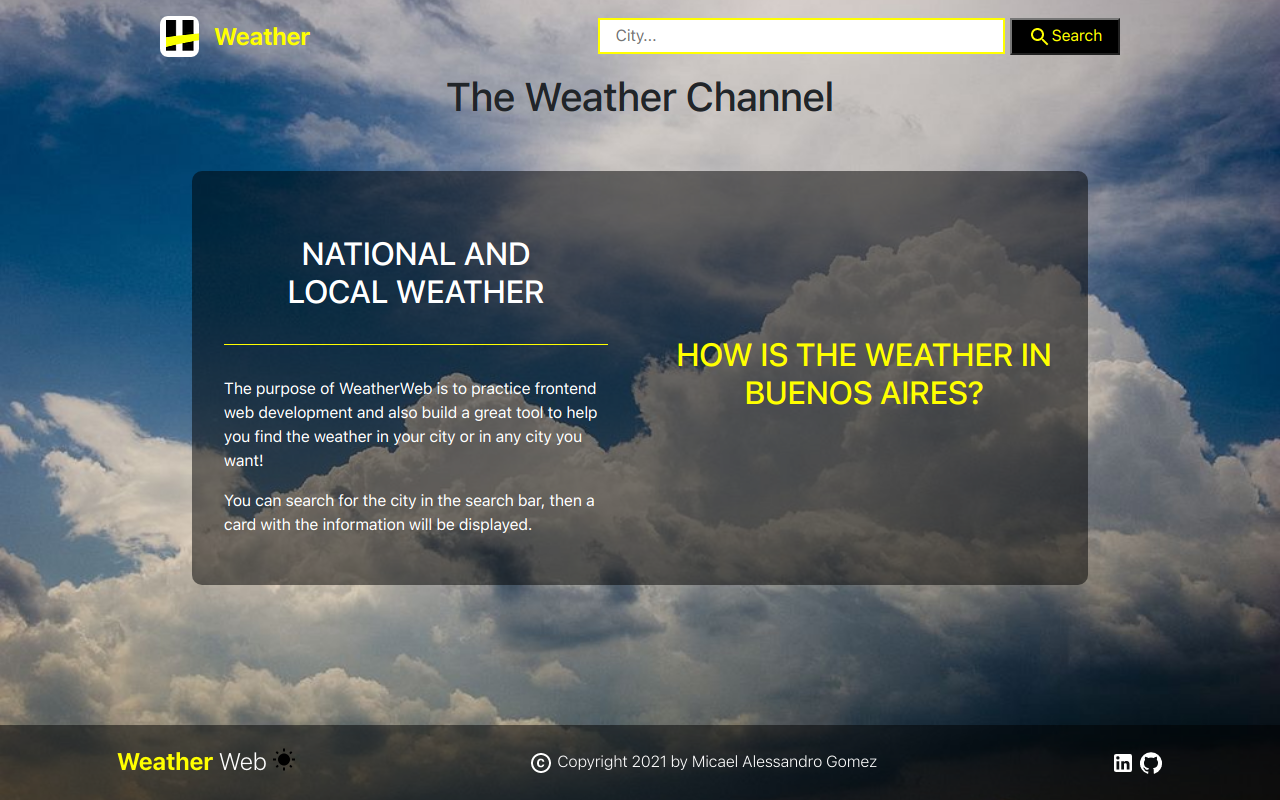 Weather
City...
Search
The Weather Channel
NATIONAL AND
LOCAL WEATHER
The purpose of WeatherWeb is to practice frontend
web development and also build a great tool to help
you find the weather in your city or in any city you
want!
You can search for the city in the search bar, then a
card with the information will be displayed.
HOW IS THE WEATHER IN
BUENOS AIRES?
Weather Web
© Copyright 2021 by Micael Alessandro Gomez